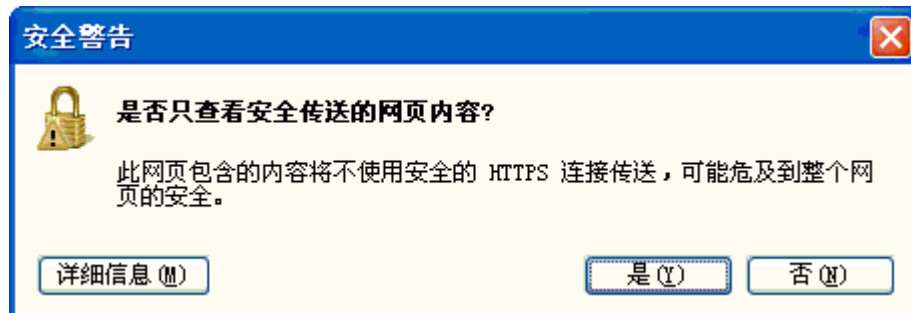 安全警告
是否只查看安全传送的网页内容?
此网页包含的内容将不使用安全的 HTTPS 连接传送，可能危及到整个网
页的安全。
详细信息(M) 是(Y) 否(N)